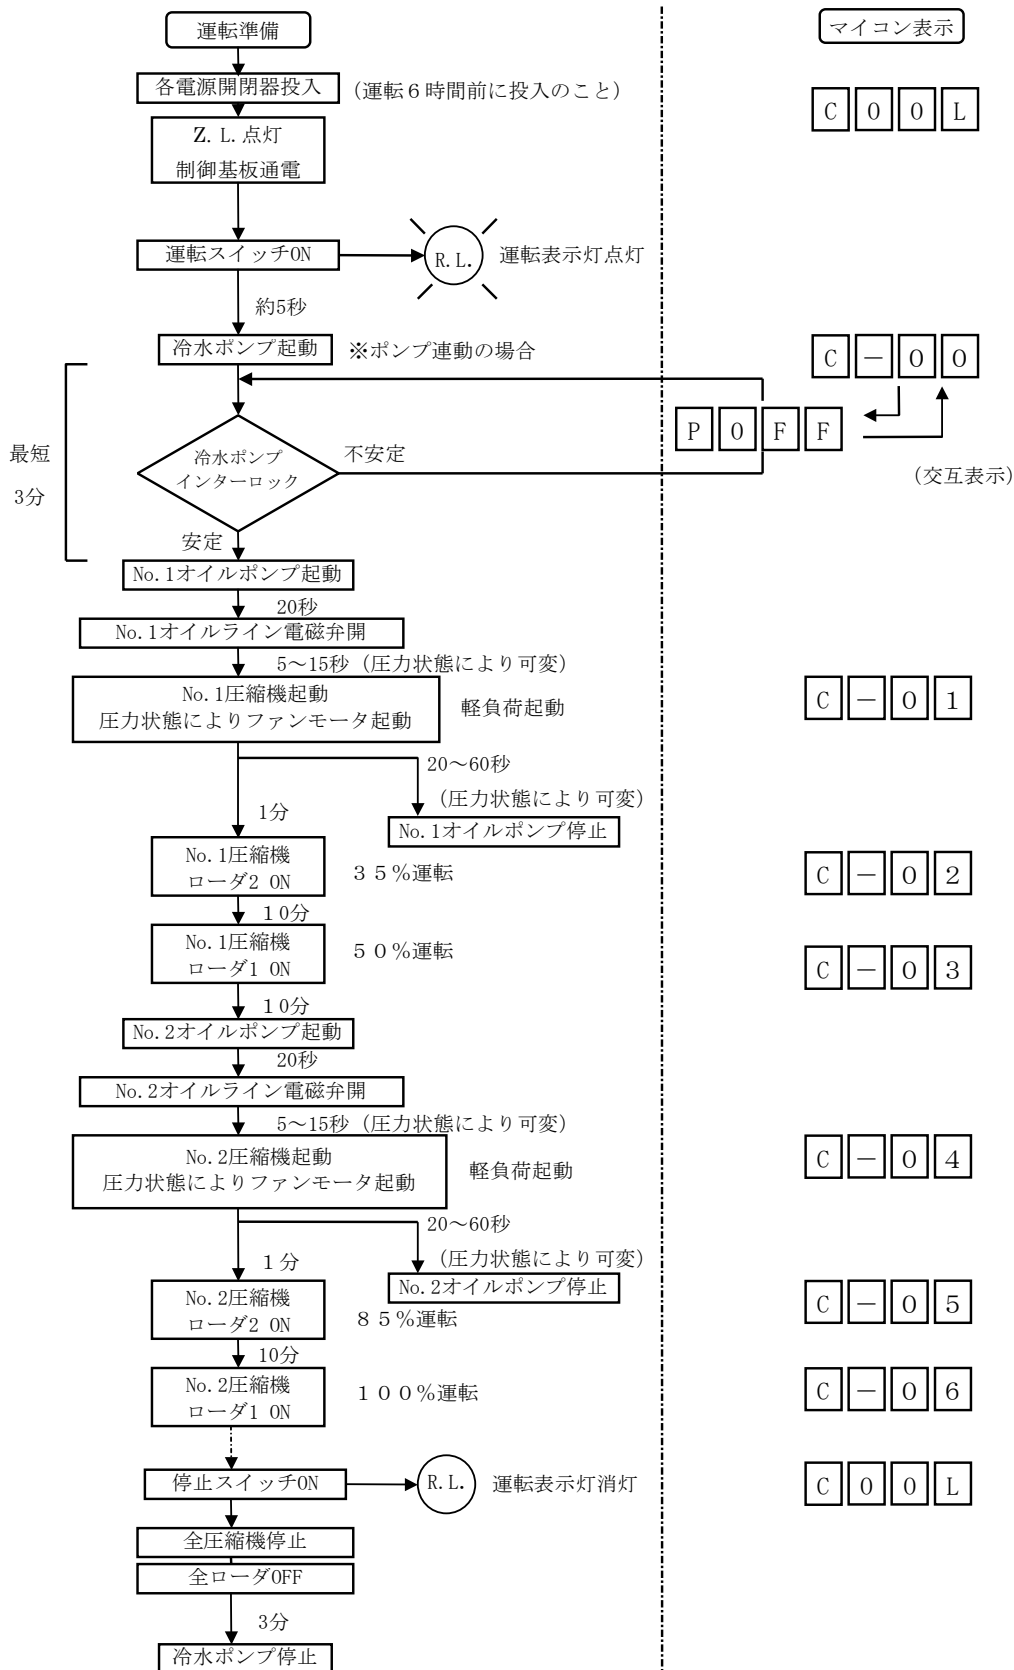 運転準備
マイコン表示
各電源開閉器投入
(運転6時間前に投入のこと)
C 0 0 L
Z.L.点灯
制御基板通電
運転スイッチON
R.L.
運転表示灯点灯
約5秒
冷水ポンプ起動
※ポンプ連動の場合
C － 0 0
P 0 F F
(交互表示)
最短
3分
冷水ポンプ
インターロック
不安定
安定
No.1オイルポンプ起動
20秒
No.1オイルライン電磁弁開
5～15秒 (圧力状態により可変)
No.1圧縮機起動
圧力状態によりファンモータ起動
軽負荷起動
C － 0 1
20～60秒
(圧力状態により可変)
No.1オイルポンプ停止
1分
No.1圧縮機
ローダ2 ON
３５％運転
C － 0 2
１0分
No.1圧縮機
ローダ1 ON
５０％運転
C － 0 3
１0分
No.2オイルポンプ起動
20秒
No.2オイルライン電磁弁開
5～15秒 (圧力状態により可変)
No.2圧縮機起動
圧力状態によりファンモータ起動
軽負荷起動
C － 0 4
20～60秒
(圧力状態により可変)
No.2オイルポンプ停止
１分
No.2圧縮機
ローダ2 ON
８５％運転
C － 0 5
10分
No.2圧縮機
ローダ1 ON
１００％運転
C － 0 6
停止スイッチON
R.L.
運転表示灯消灯
C 0 0 L
全圧縮機停止
全ローダOFF
3分
冷水ポンプ停止